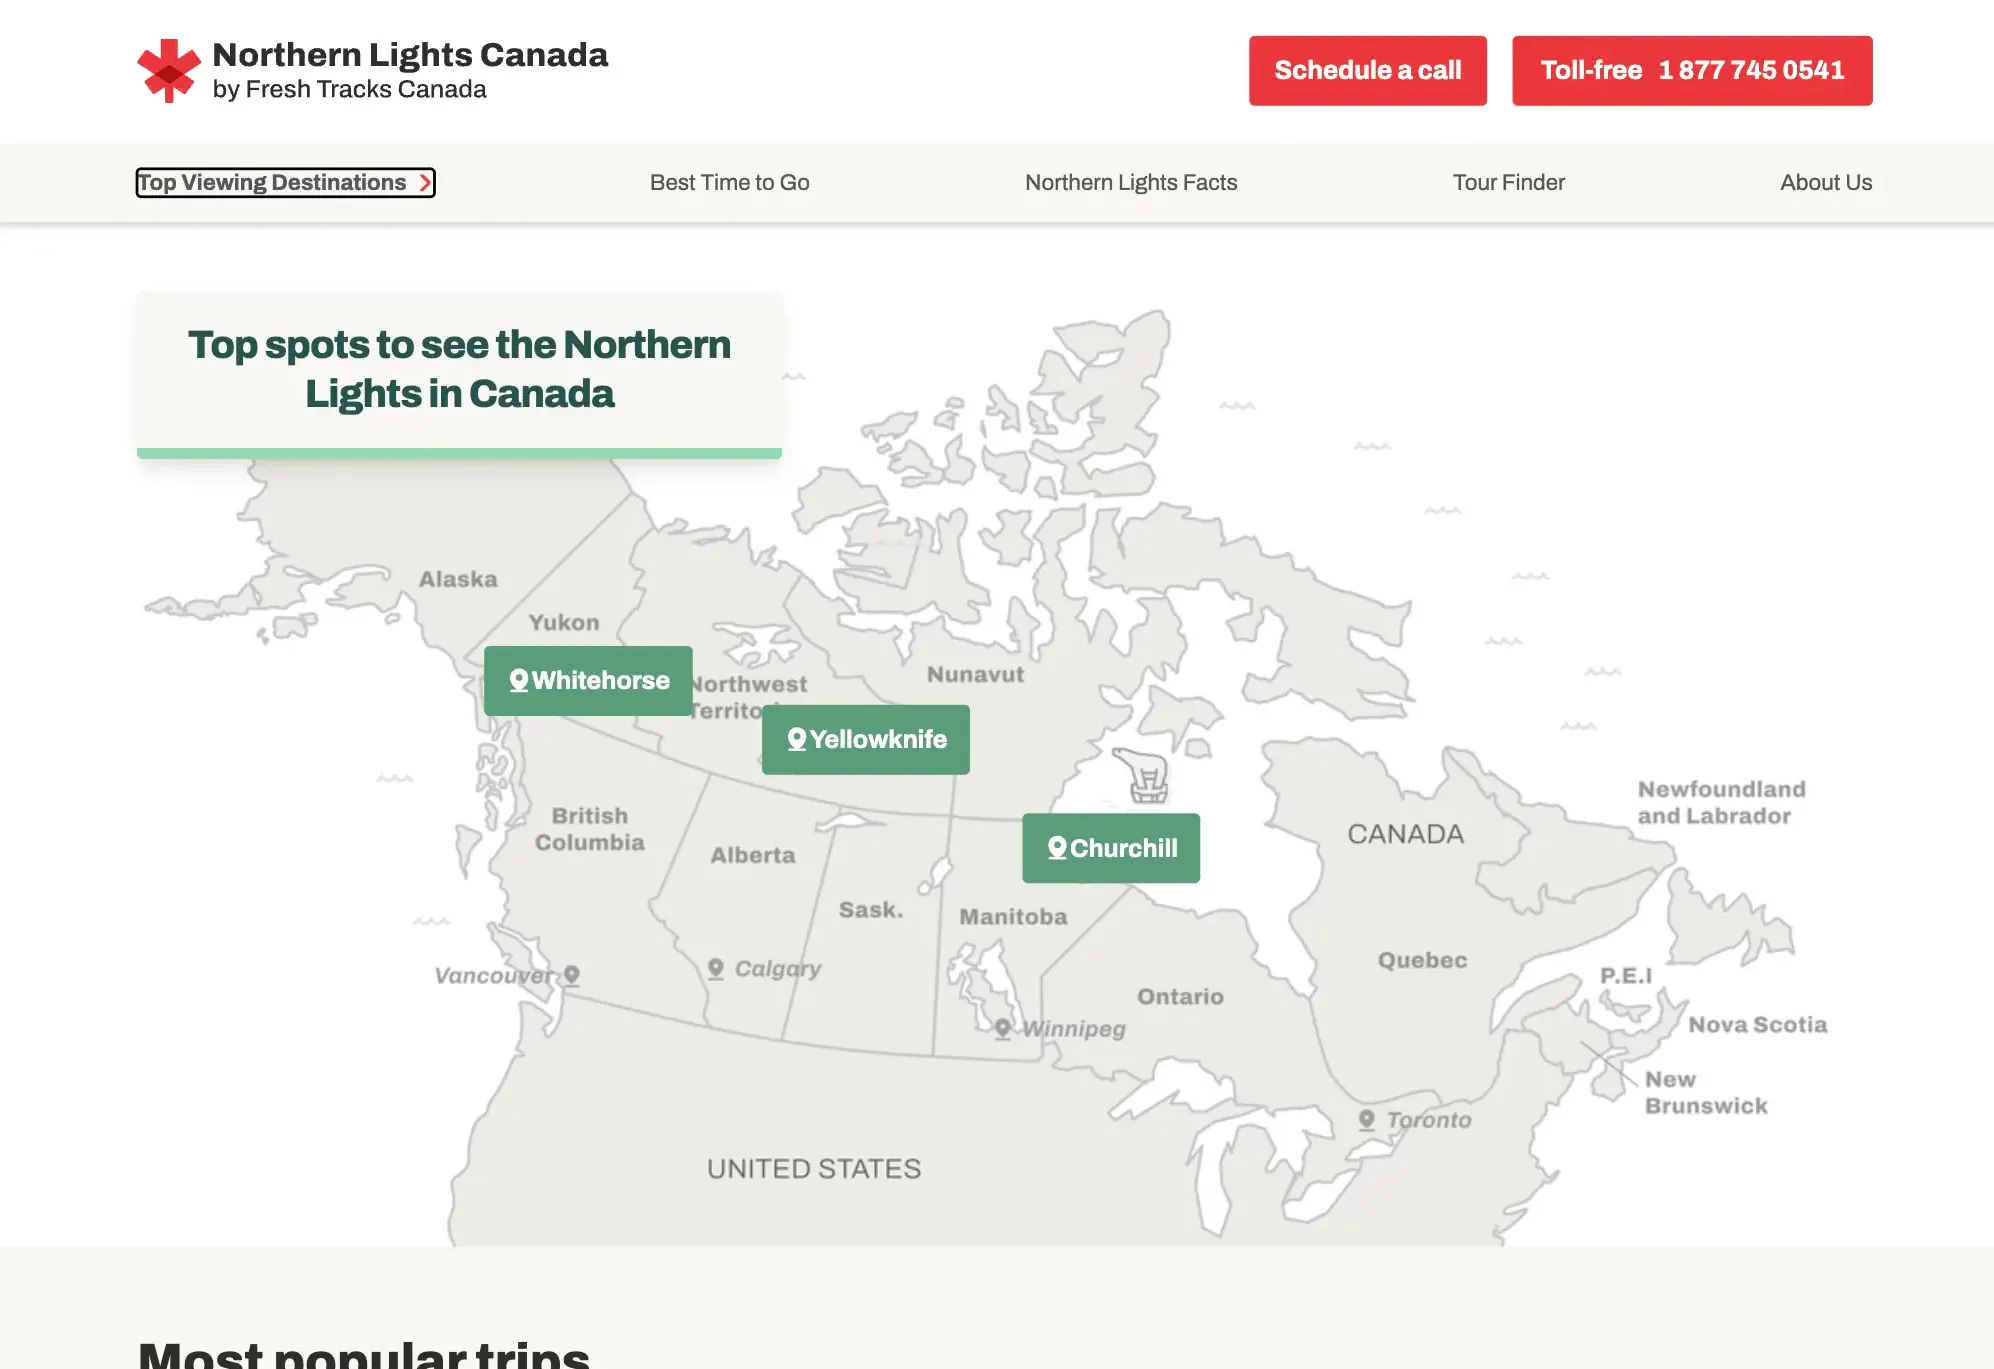 Northern Lights Canada
by Fresh Tracks Canada
Schedule a call
Toll-free 1 877 745 0541
Top Viewing Destinations
Best Time to Go
Northern Lights Facts
Tour Finder
About Us
Top spots to see the Northern
Lights in Canada
Alaska
Yukon
Whitehorse
Northwest
Nunavut
Yellowknife
Churchill
British
Columbia
Alberta
Sask.
Manitoba
CANADA
Newfoundland
and Labrador
Quebec
Vancouver
Calgary
Winnipeg
Ontario
P.E.I
Nova Scotia
New
Brunswick
Toronto
UNITED STATES
Most popular trips